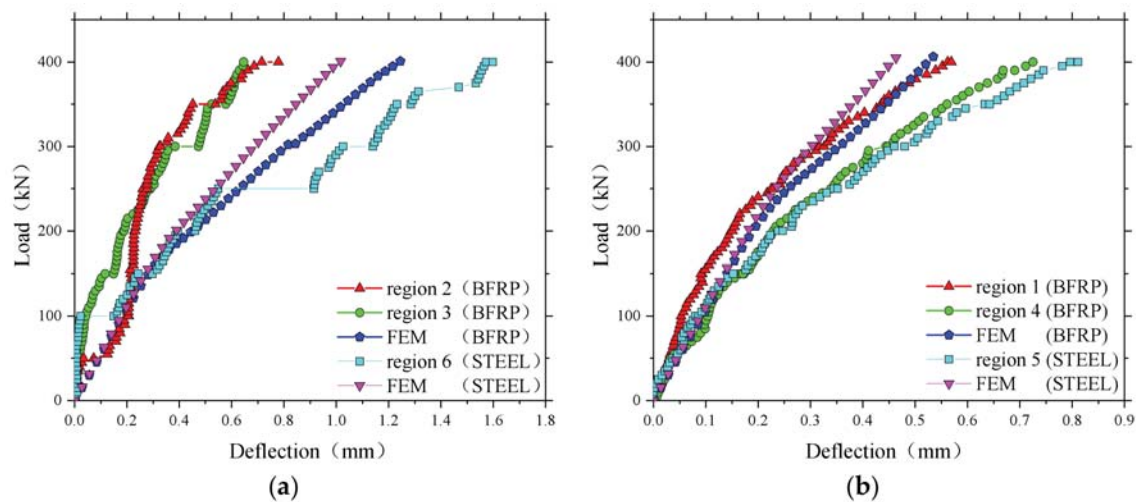 (a)
(b)
Load（kN）
400
300
200
100
0
region 2（BFRP）
region 3（BFRP）
FEM （BFRP）
region 6（STEEL）
FEM （STEEL）
0.0 0.2 0.4 0.6 0.8 1.0 1.2 1.4 1.6 1.8
Deflection（mm）
(a)
Load（kN）
400
300
200
100
0
region 1 (BFRP)
region 4 (BFRP)
FEM (BFRP)
region 5 (STEEL)
FEM (STEEL)
0.0 0.1 0.2 0.3 0.4 0.5 0.6 0.7 0.8 0.9
Deflection（mm）
(b)